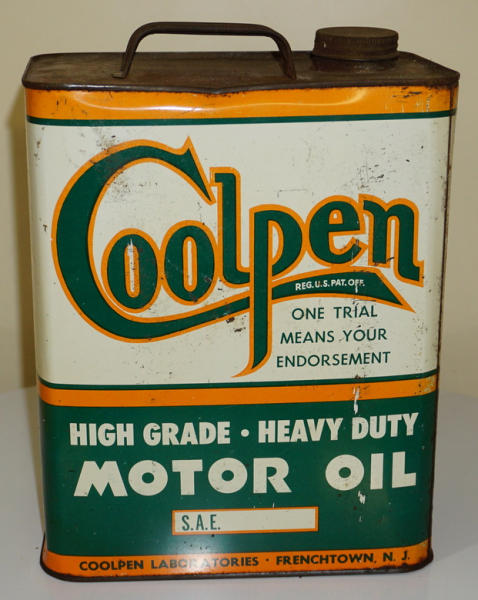 Coolpen
REG. U.S. PAT. OFF.
ONE TRIAL
MEANS YOUR
ENDORSEMENT
HIGH GRADE • HEAVY DUTY
MOTOR OIL
S.A.E.
COOLPEN LABORATORIES • FRENCHTOWN, N. J.